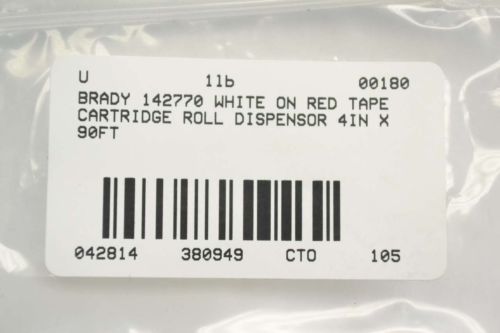 U 1lb 00180
BRADY 142770 WHITE ON RED TAPE
CARTRIDGE ROLL DISPENSOR 4IN X
90FT
042814 380949 CTO 105